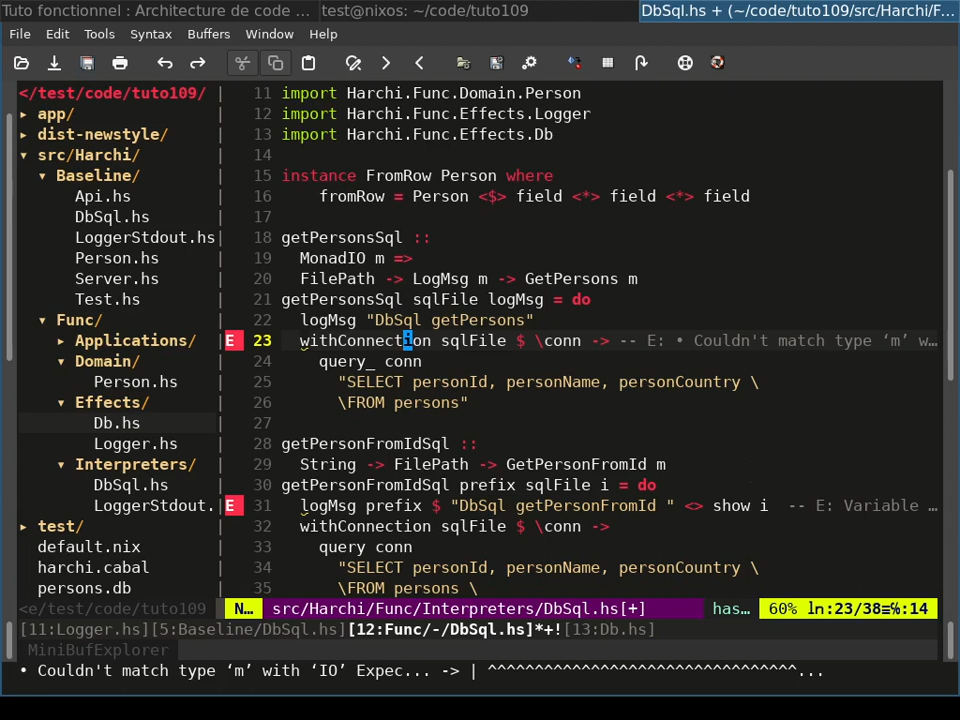 Tuto fonctionnel : Architecture de code ... test@nixos: ~/code/tuto109 DbSql.hs + (~/code/tuto109/src/Harchi/F...
File Edit Tools Syntax Buffers Window Help
</test/code/tuto109/
▸ app/
▸ dist-newstyle/
▾ src/Harchi/
▾ Baseline/
Api.hs
DbSql.hs
LoggerStdout.hs
Person.hs
Server.hs
Test.hs
▾ Func/
▸ Applications/
▾ Domain/
Person.hs
▾ Effects/
Db.hs
Logger.hs
▾ Interpreters/
DbSql.hs
LoggerStdout.
▸ test/
default.nix
harchi.cabal
persons.db
<e/test/code/tuto109
11 import Harchi.Func.Domain.Person
12 import Harchi.Func.Effects.Logger
13 import Harchi.Func.Effects.Db
14
15 instance FromRow Person where
16     fromRow = Person <$> field <*> field <*> field
17
18 getPersonsSql ::
19   MonadIO m =>
20   FilePath -> LogMsg m -> GetPersons m
21 getPersonsSql sqlFile logMsg = do
22   logMsg "DbSql getPersons"
E 23   withConnection sqlFile $ \conn -> -- E: • Couldn't match type ‘m’ w…
24     query_ conn
25       "SELECT personId, personName, personCountry \
26       \FROM persons"
27
28 getPersonFromIdSql ::
29   String -> FilePath -> GetPersonFromId m
30 getPersonFromIdSql prefix sqlFile i = do
E 31   logMsg prefix $ "DbSql getPersonFromId " <> show i  -- E: Variable …
32   withConnection sqlFile $ \conn ->
33     query conn
34       "SELECT personId, personName, personCountry \
35       \FROM persons \
N… src/Harchi/Func/Interpreters/DbSql.hs[+] has… 60% ln:23/38≡℅:14
[11:Logger.hs][5:Baseline/DbSql.hs][12:Func/-/DbSql.hs]*+![13:Db.hs]
MiniBufExplorer
• Couldn't match type ‘m’ with ‘IO’ Expec... -> | ^^^^^^^^^^^^^^^^^^^^^^^^^^^^^^^^^...